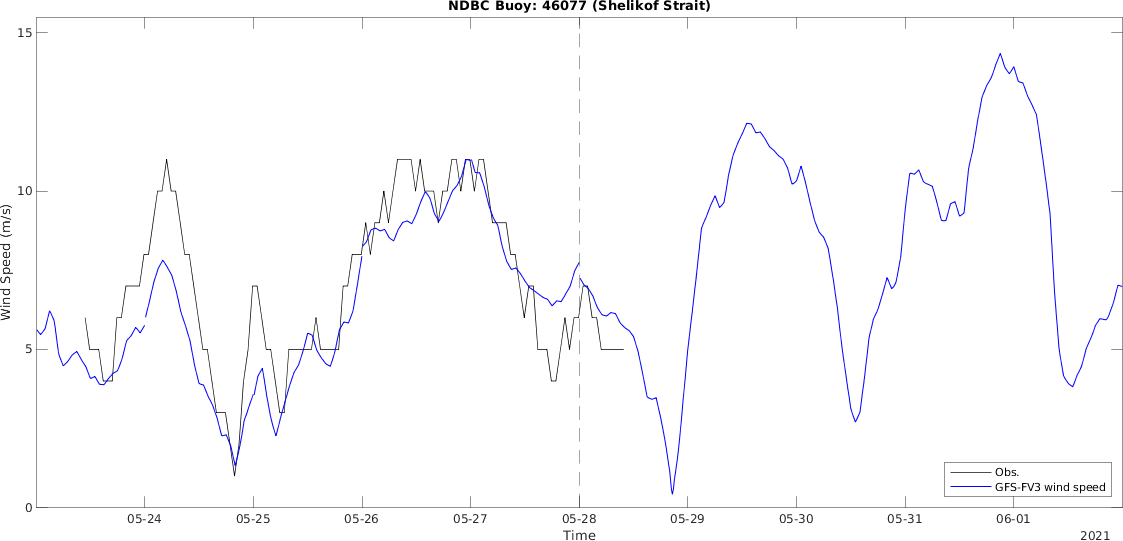 NDBC Buoy: 46077 (Shelikof Strait)
15
10
5
0
Wind Speed (m/s)
05-24 05-25 05-26 05-27 05-28 05-29 05-30 05-31 06-01
Time
2021
Obs.
GFS-FV3 wind speed